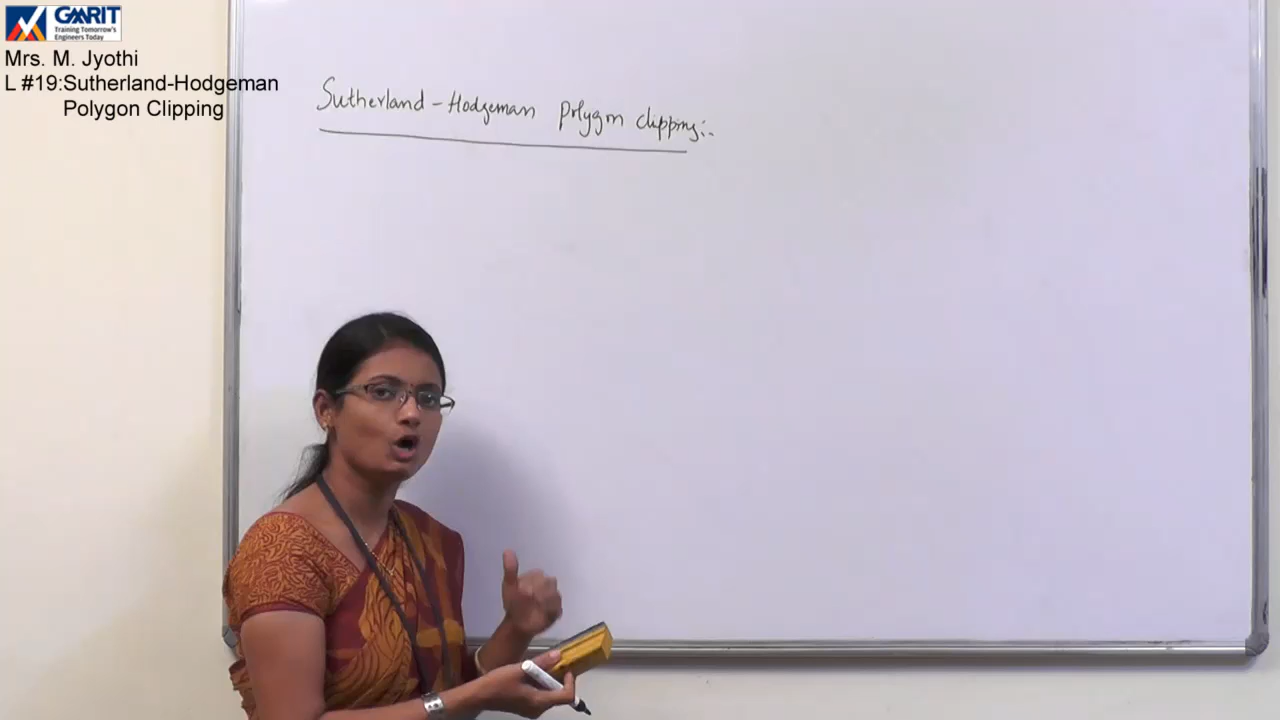 GMRIT
Training Tomorrow's
Engineers Today
Mrs. M. Jyothi
L #19:Sutherland-Hodgeman
Polygon Clipping
Sutherland-Hodgeman Polygon clipping:-